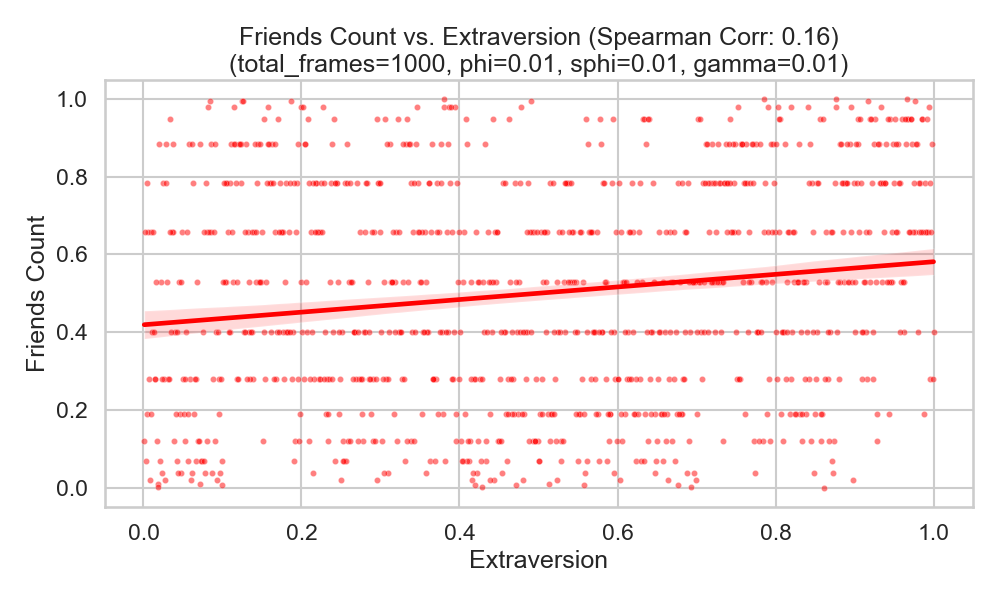 Friends Count vs. Extraversion (Spearman Corr: 0.16)
(total_frames=1000, phi=0.01, sphi=0.01, gamma=0.01)
Friends Count
1.0
0.8
0.6
0.4
0.2
0.0
0.0 0.2 0.4 0.6 0.8 1.0
Extraversion